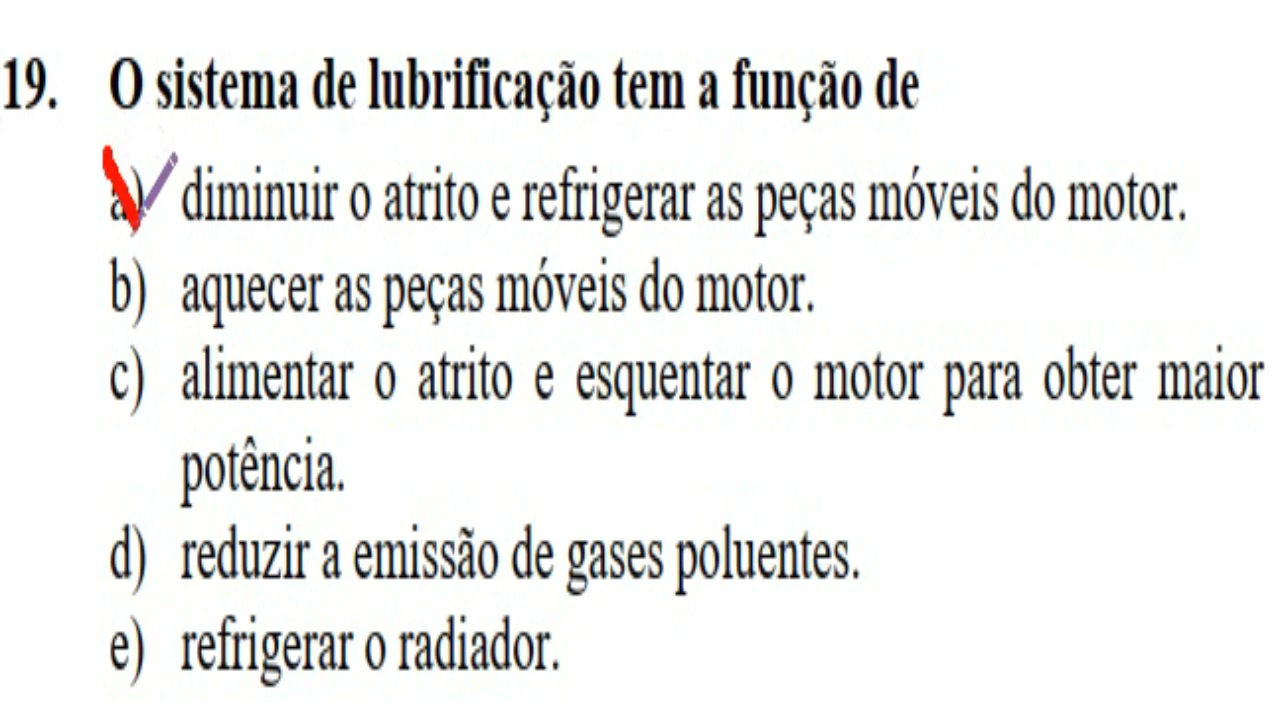 19. O sistema de lubrificação tem a função de
a) diminuir o atrito e refrigerar as peças móveis do motor.
b) aquecer as peças móveis do motor.
c) alimentar o atrito e esquentar o motor para obter maior
potência.
d) reduzir a emissão de gases poluentes.
e) refrigerar o radiador.